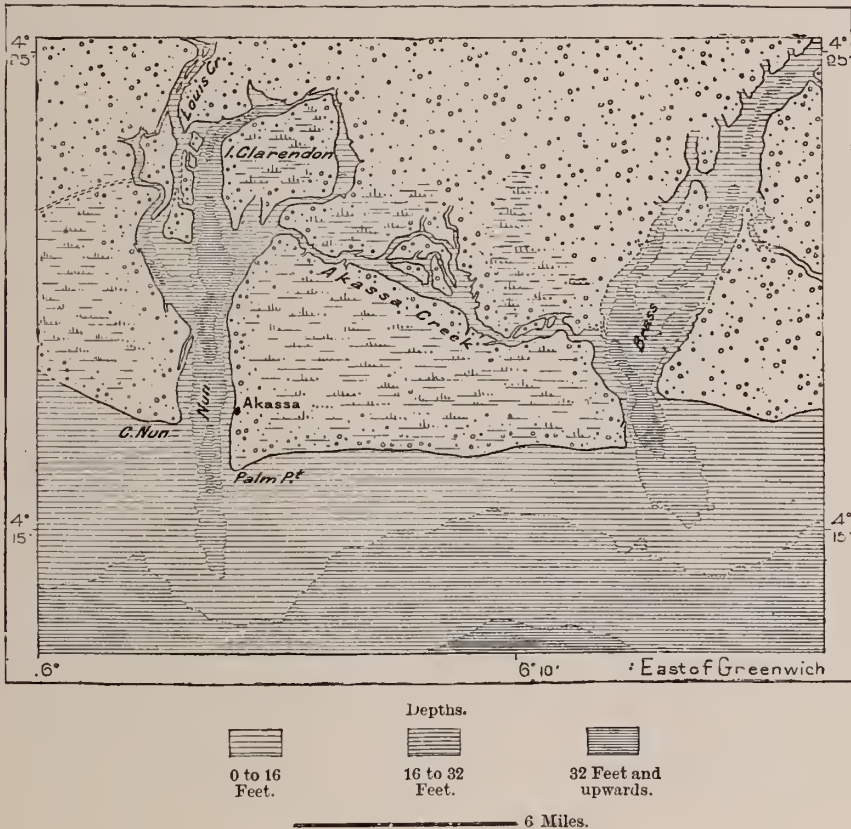 4° 4°
25' 25'
Louis Cr.
I. Clarendon
Akassa Creek
Brass
Nun
Akassa
C. Nun
Palm Pt
4° 4°
15' 15'
6° 6°10' East of Greenwich
Depths.
0 to 16 16 to 32 32 Feet and
Feet. Feet. upwards.
6 Miles.